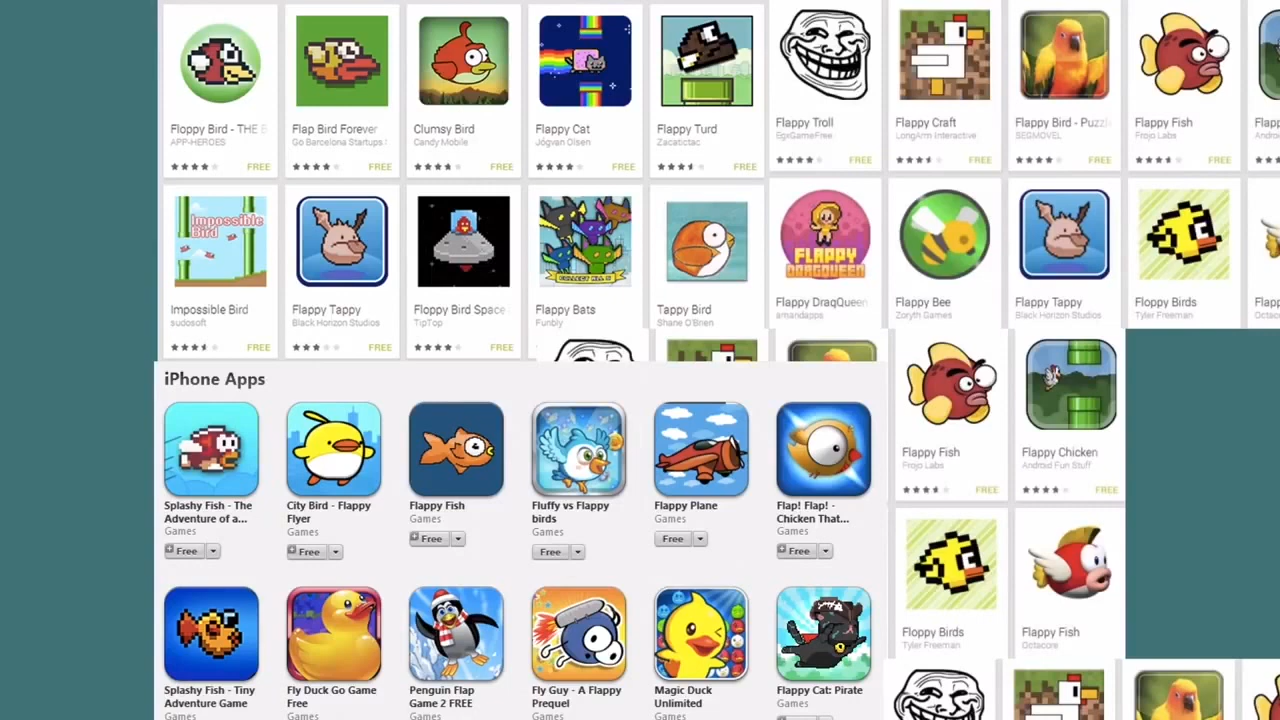 Floppy Bird - THE
APP-HEROES
FREE
Flap Bird Forever
Go Barcelona Startups
FREE
Clumsy Bird
Candy Mobile
FREE
Flappy Cat
Jögvan Olsen
FREE
Flappy Turd
Zacatictac
FREE
Flappy Troll
EgxGameFree
FREE
Flappy Craft
LongArm Interactive
FREE
Flappy Bird - Puzzl
SEGMOVEL
FREE
Flappy Fish
Frojo Labs
FREE
Flappy
Android
Impossible
Bird
Impossible Bird
sudosoft
FREE
Flappy Tappy
Black Horizon Studios
FREE
Floppy Bird Space
TipTop
FREE
COLLECT ALL
Flappy Bats
Funbly
Tappy Bird
Shane O'Brien
FLAPPY
DRAGQUEEN
Flappy DragQueen
amandapps
Flappy Bee
Zoryth Games
Flappy Tappy
Black Horizon Studios
Floppy Birds
Tyler Freeman
Flappy
Octacore
iPhone Apps
Splashy Fish - The
Adventure of a...
Games
Free
City Bird - Flappy
Flyer
Games
Free
Flappy Fish
Games
Free
Fluffy vs Flappy
birds
Free
Flappy Plane
Games
Free
Flap! Flap! -
Chicken That...
Games
Free
Flappy Fish
Frojo Labs
FREE
Flappy Chicken
Android Fun Stuff
FREE
Splashy Fish - Tiny
Adventure Game
Games
Fly Duck Go Game
Free
Games
Penguin Flap
Game 2 FREE
Games
Fly Guy - A Flappy
Prequel
Games
Magic Duck
Unlimited
Games
Flappy Cat: Pirate
Games
Floppy Birds
Tyler Freeman
Flappy Fish
Octacore